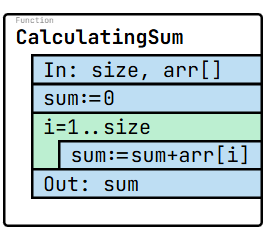 Function
CalculatingSum
In: size, arr[]
sum:=0
i=1..size
sum:=sum+arr[i]
Out: sum